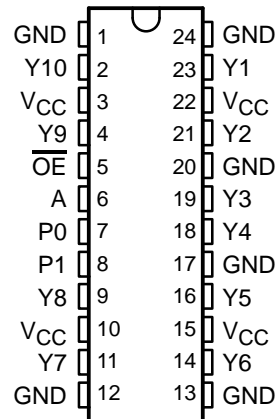 GND 1 24 GND
Y10 2 23 Y1
VCC 3 22 VCC
Y9 4 21 Y2
O̅E̅ 5 20 GND
A 6 19 Y3
P0 7 18 Y4
P1 8 17 GND
Y8 9 16 Y5
VCC 10 15 VCC
Y7 11 14 Y6
GND 12 13 GND